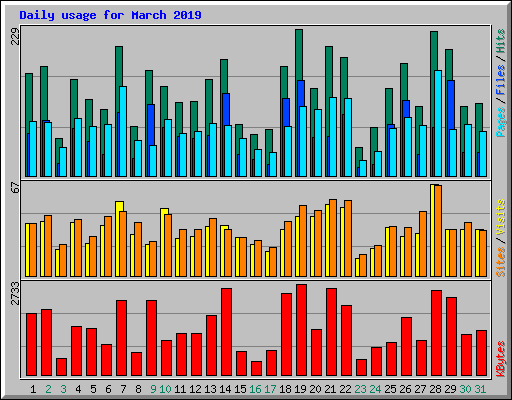 Daily usage for March 2019
229
Pages / Files / Hits
67
Sites / Visits
2733
KBytes
1 2 3 4 5 6 7 8 9 10 11 12 13 14 15 16 17 18 19 20 21 22 23 24 25 26 27 28 29 30 31